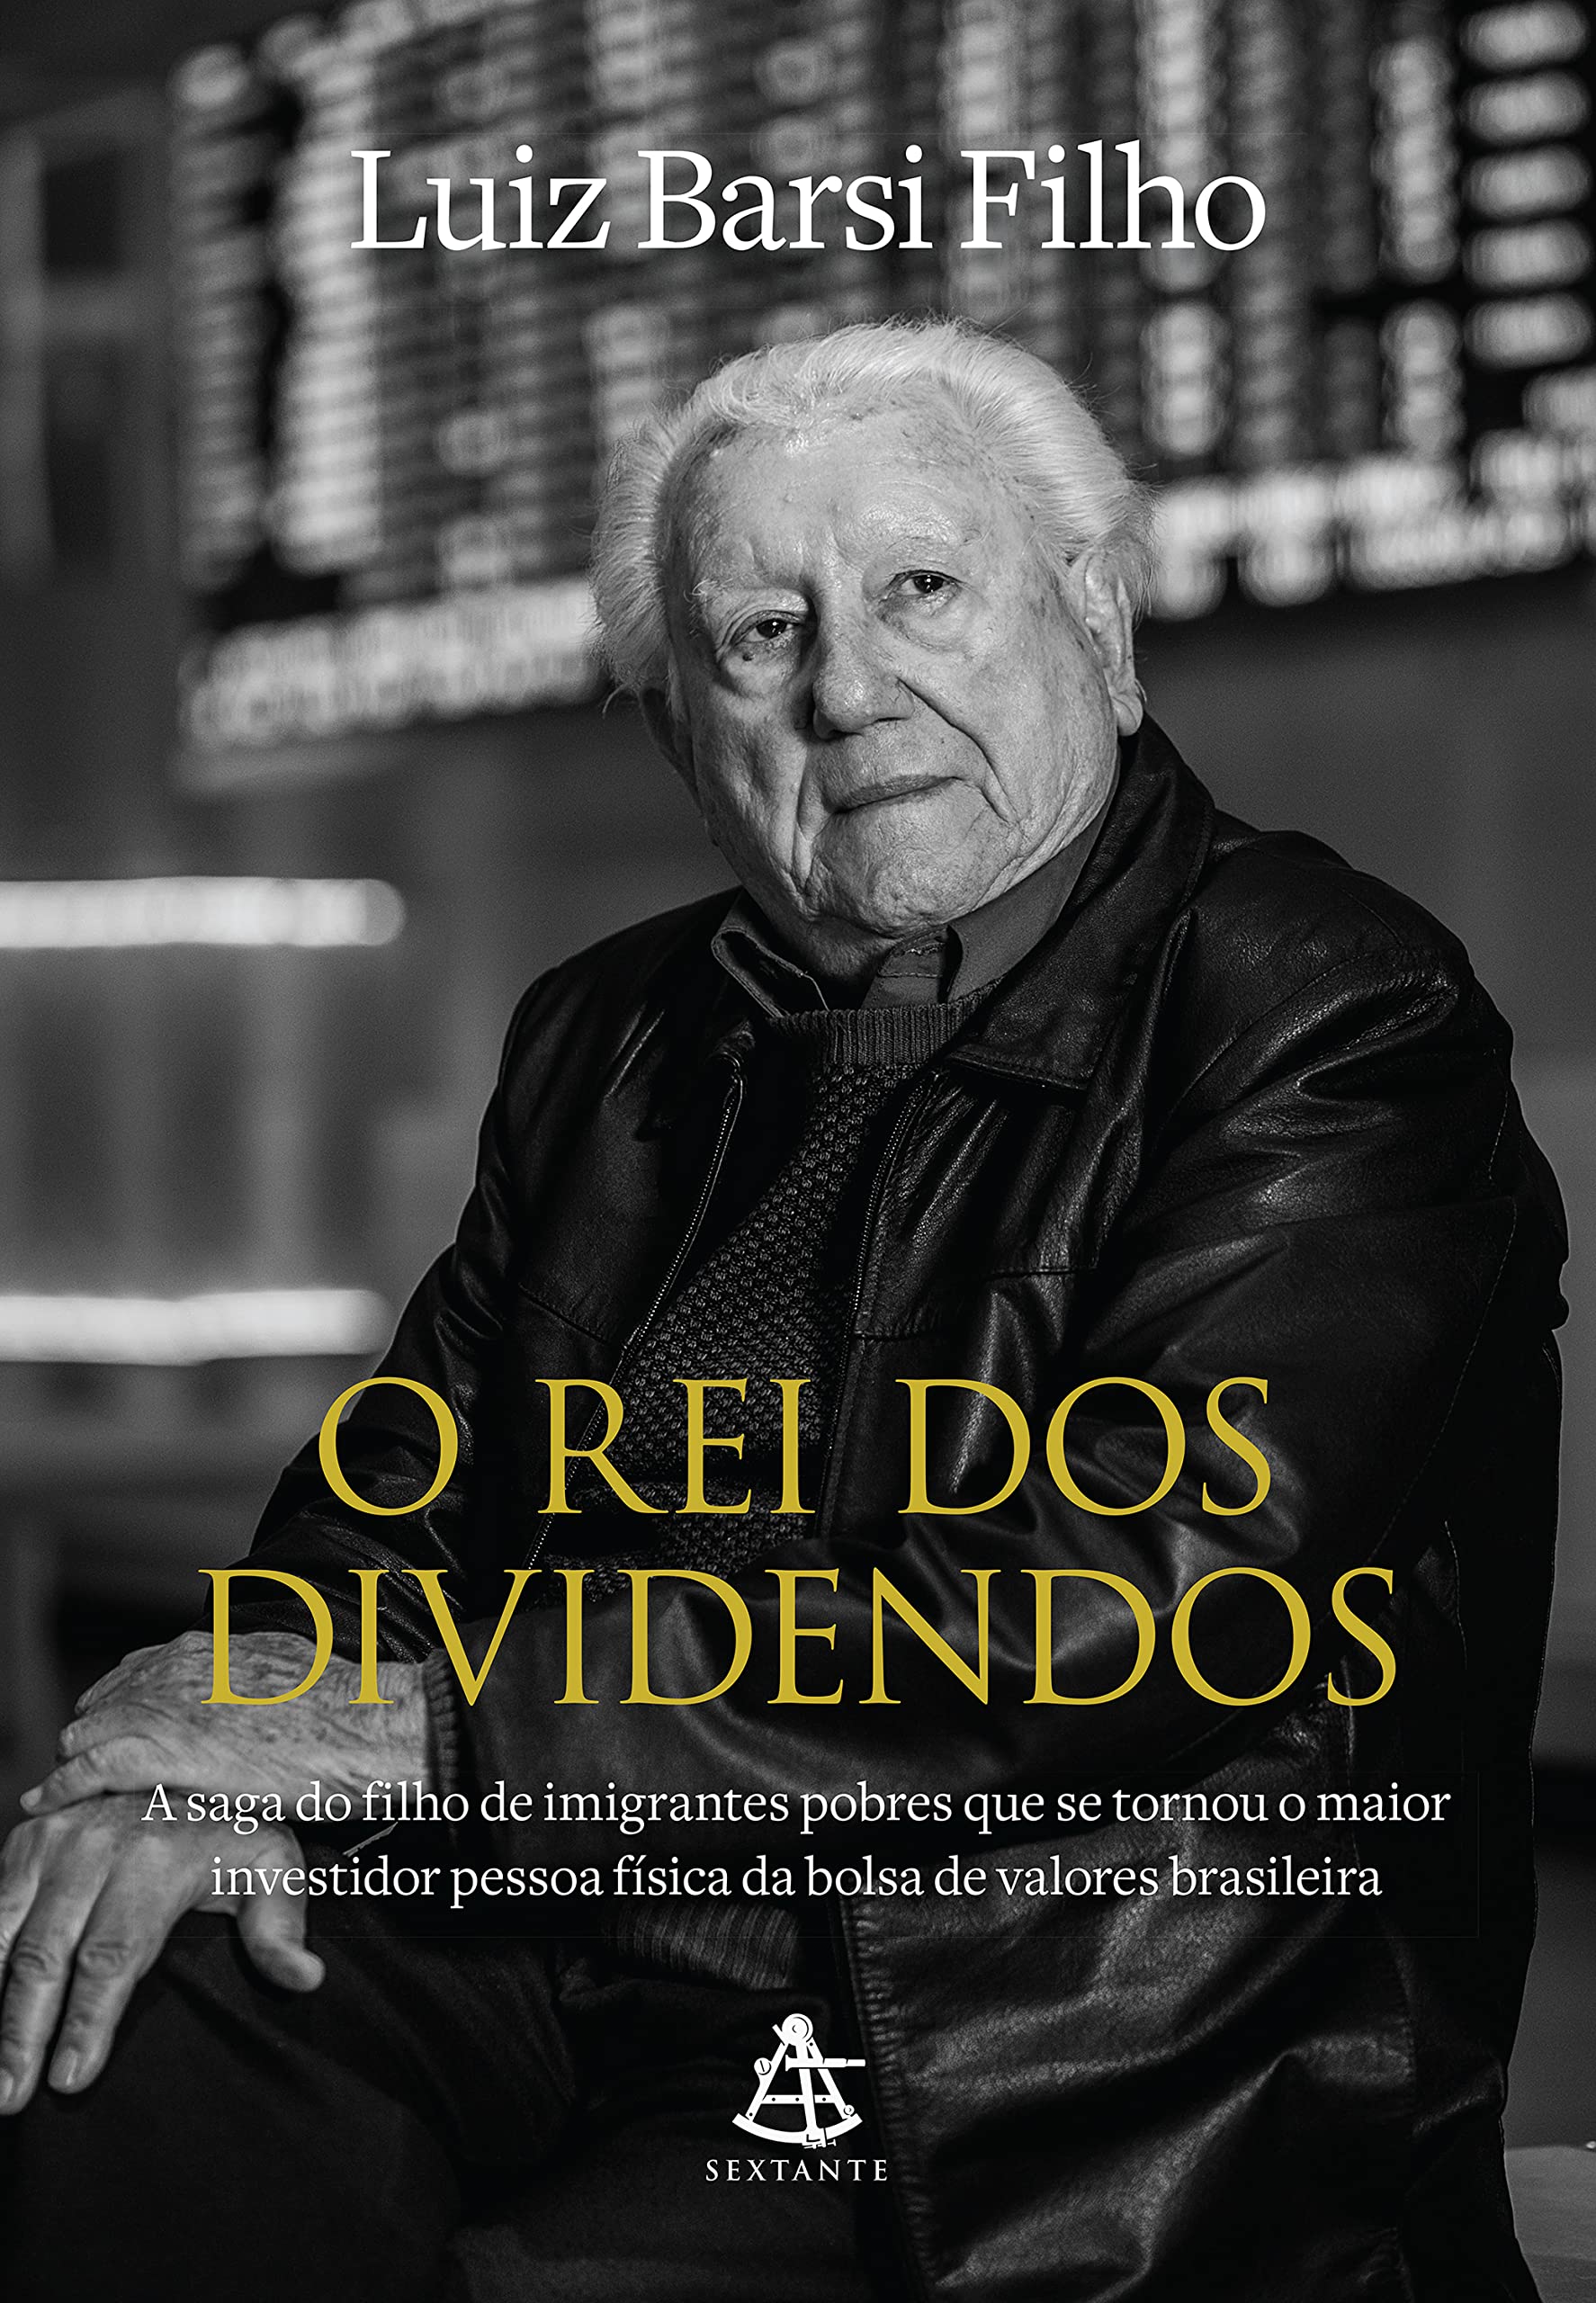 Luiz Barsi Filho
O REI DOS
DIVIDENDOS
A saga do filho de imigrantes pobres que se tornou o maior
investidor pessoa física da bolsa de valores brasileira
SEXTANTE